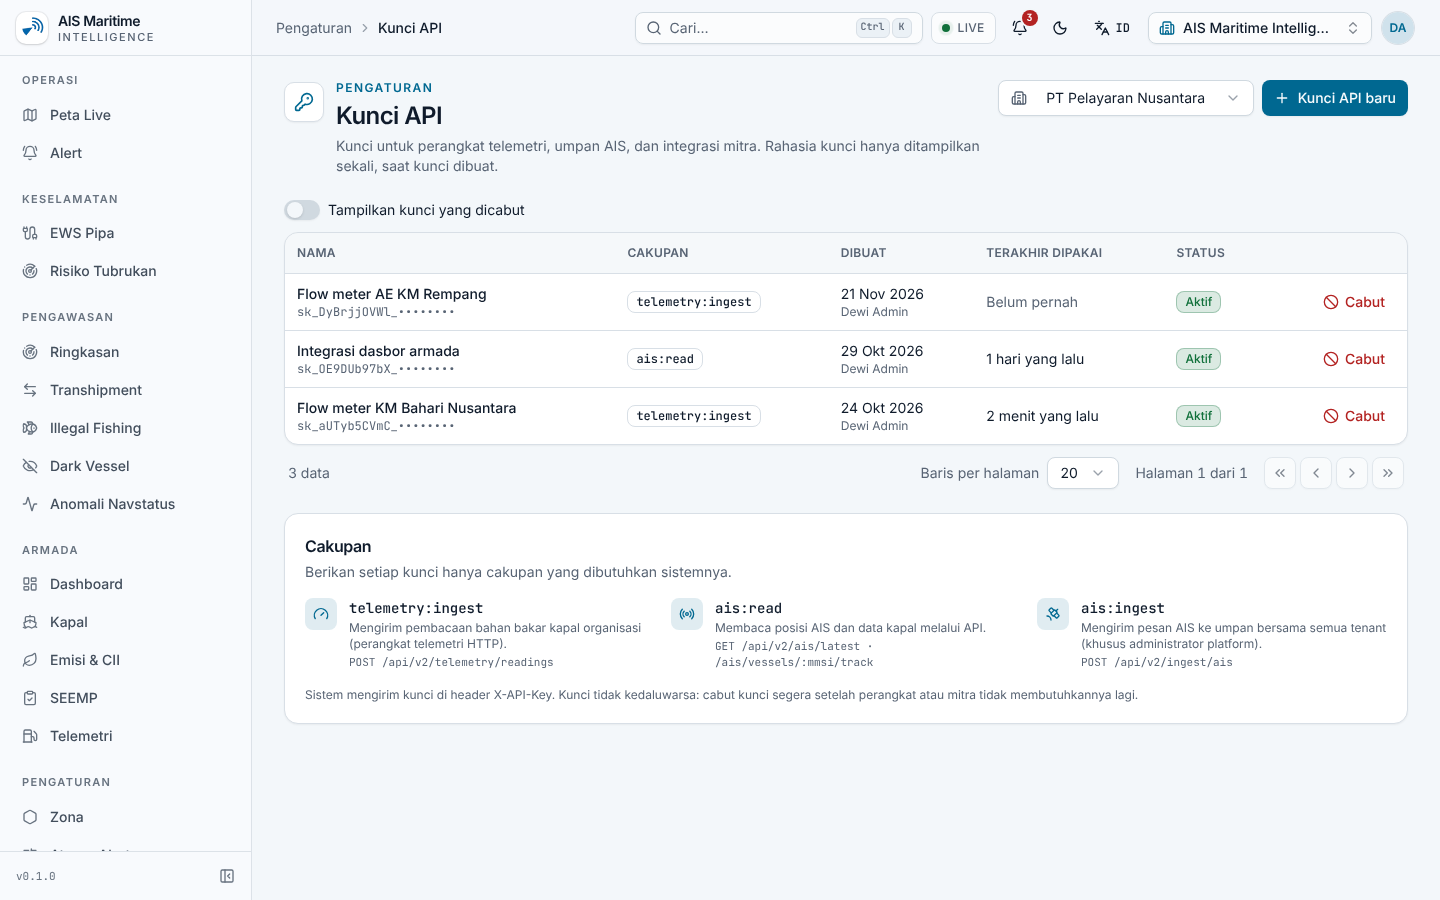 AIS Maritime
INTELLIGENCE
Pengaturan > Kunci API
Cari...
Ctrl K
LIVE
3
ID
AIS Maritime Intellig...
DA
OPERASI
Peta Live
Alert
KESELAMATAN
EWS Pipa
Risiko Tubrukan
PENGAWASAN
Ringkasan
Transhipment
Illegal Fishing
Dark Vessel
Anomali Navstatus
ARMADA
Dashboard
Kapal
Emisi & CII
SEEMP
Telemetri
PENGATURAN
Zona
v0.1.0
PENGATURAN
Kunci API
Kunci untuk perangkat telemetri, umpan AIS, dan integrasi mitra. Rahasia kunci hanya ditampilkan
sekali, saat kunci dibuat.
PT Pelayaran Nusantara
+ Kunci API baru
Tampilkan kunci yang dicabut
NAMA CAKUPAN DIBUAT TERAKHIR DIPAKAI STATUS
Flow meter AE KM Rempang telemetry:ingest 21 Nov 2026 Belum pernah Aktif Cabut
sk_DyBrjjOVWl_•••••••• Dewi Admin
Integrasi dasbor armada ais:read 29 Okt 2026 1 hari yang lalu Aktif Cabut
sk_OE9DUb97bX_•••••••• Dewi Admin
Flow meter KM Bahari Nusantara telemetry:ingest 24 Okt 2026 2 menit yang lalu Aktif Cabut
sk_aUTyb5CVmC_•••••••• Dewi Admin
3 data
Baris per halaman 20 Halaman 1 dari 1
Cakupan
Berikan setiap kunci hanya cakupan yang dibutuhkan sistemnya.
telemetry:ingest
Mengirim pembacaan bahan bakar kapal organisasi
(perangkat telemetri HTTP).
POST /api/v2/telemetry/readings
ais:read
Membaca posisi AIS dan data kapal melalui API.
GET /api/v2/ais/latest ·
/ais/vessels/:mmsi/track
ais:ingest
Mengirim pesan AIS ke umpan bersama semua tenant
(khusus administrator platform).
POST /api/v2/ingest/ais
Sistem mengirim kunci di header X-API-Key. Kunci tidak kedaluwarsa: cabut kunci segera setelah perangkat atau mitra tidak membutuhkannya lagi.